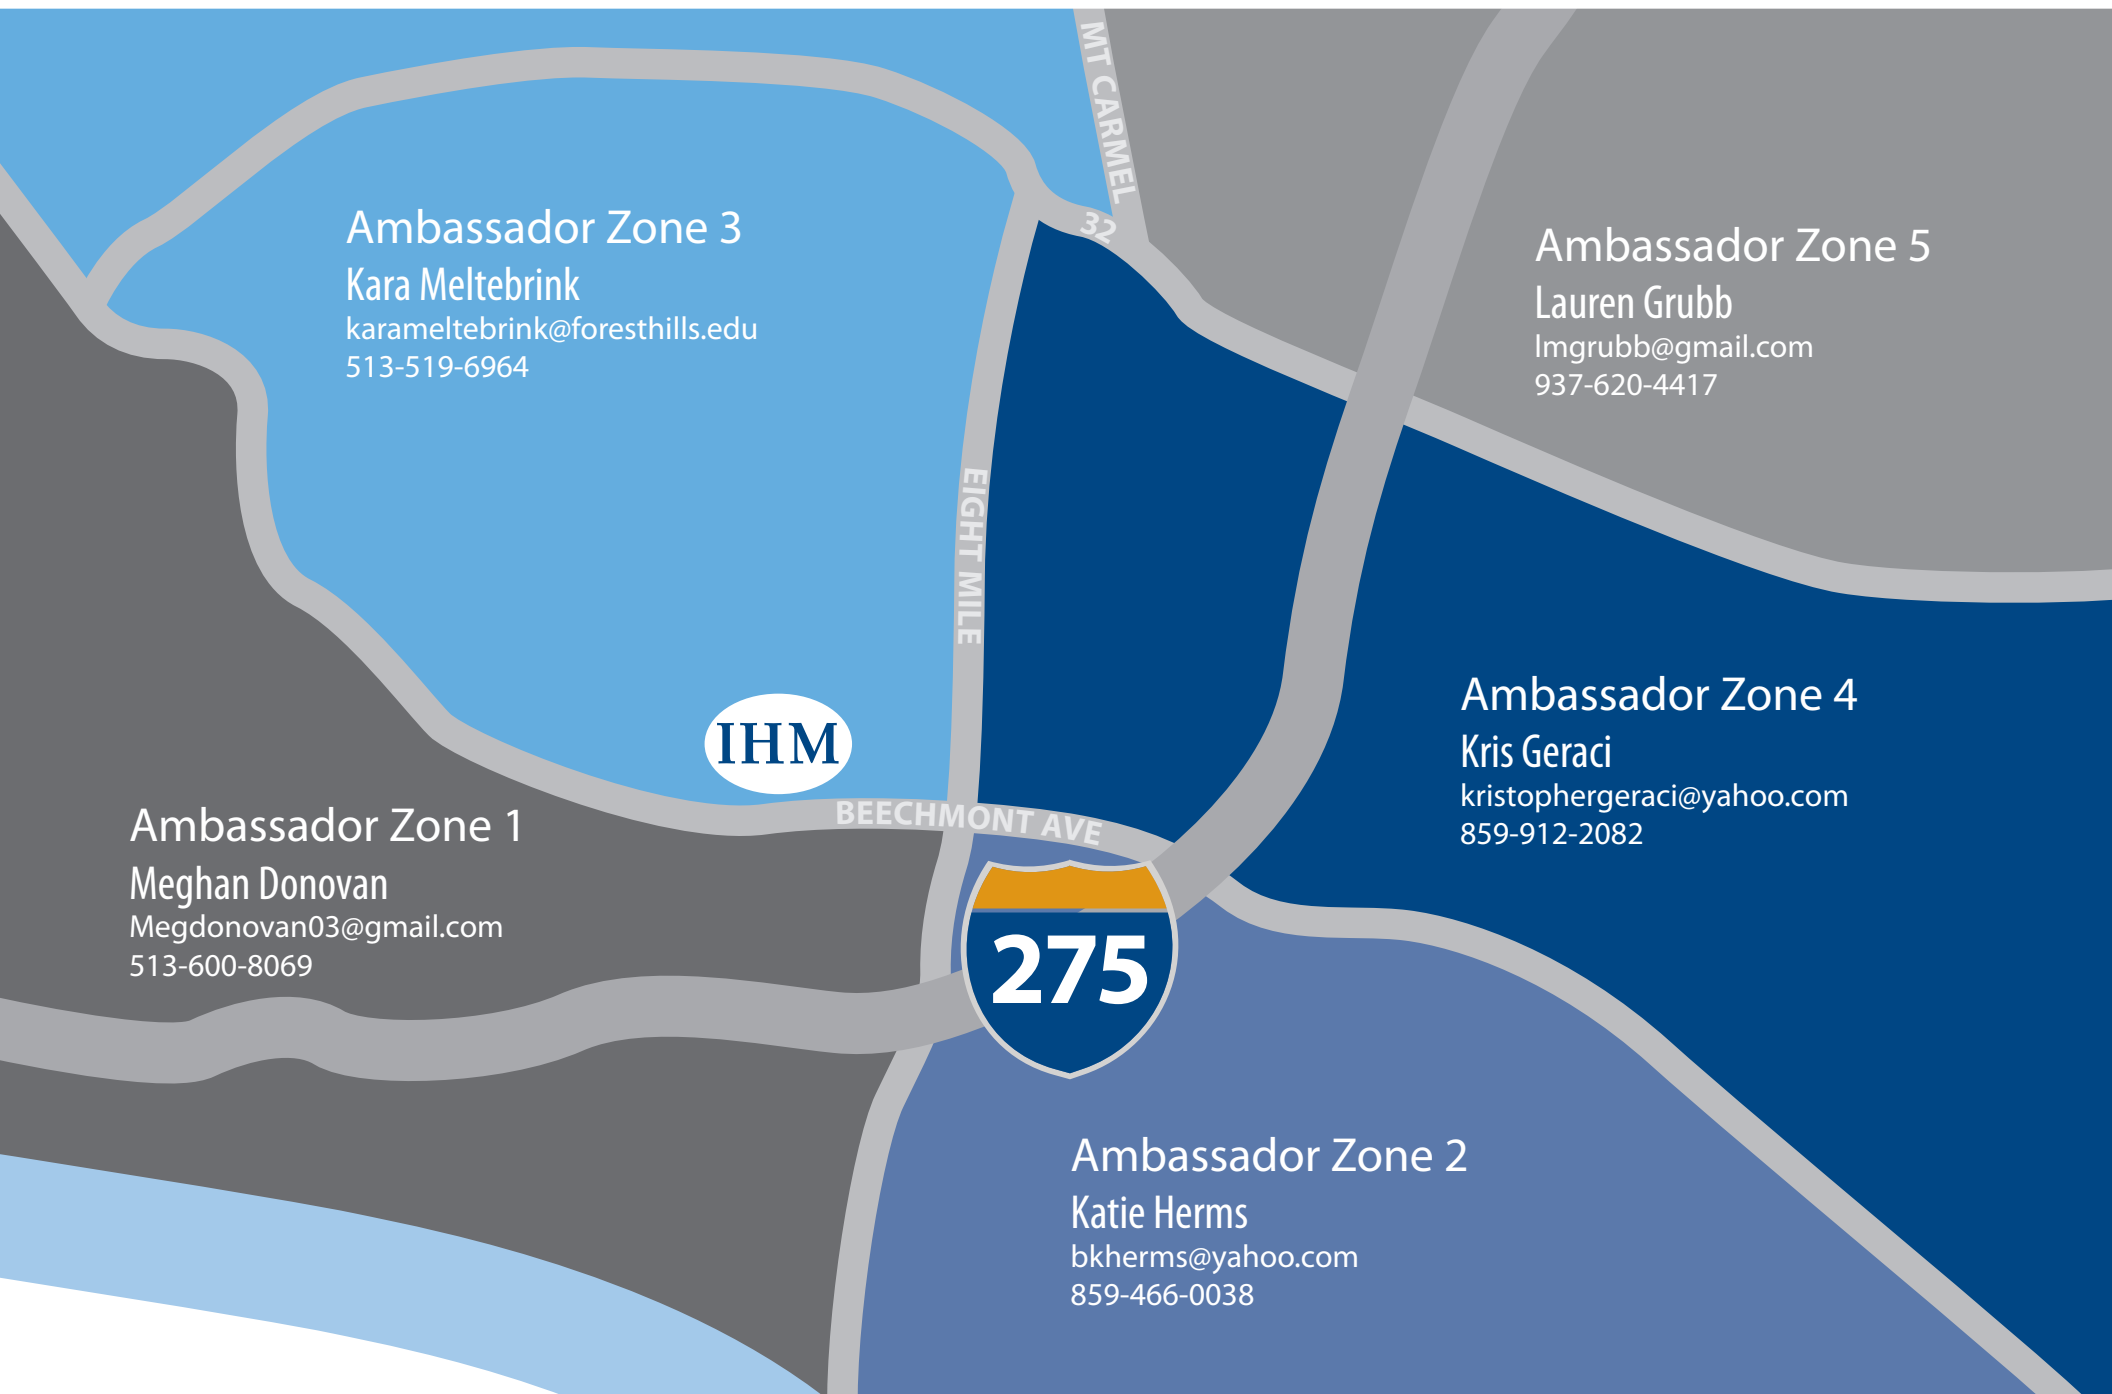 MT CARMEL
32
Ambassador Zone 3
Kara Meltebrink
karameltebrink@foresthills.edu
513-519-6964
Ambassador Zone 5
Lauren Grubb
lmgrubb@gmail.com
937-620-4417
EIGHT MILE
Ambassador Zone 4
Kris Geraci
kristophergeraci@yahoo.com
859-912-2082
IHM
BEECHMONT AVE
Ambassador Zone 1
Meghan Donovan
Megdonovan03@gmail.com
513-600-8069
275
Ambassador Zone 2
Katie Herms
bkherms@yahoo.com
859-466-0038